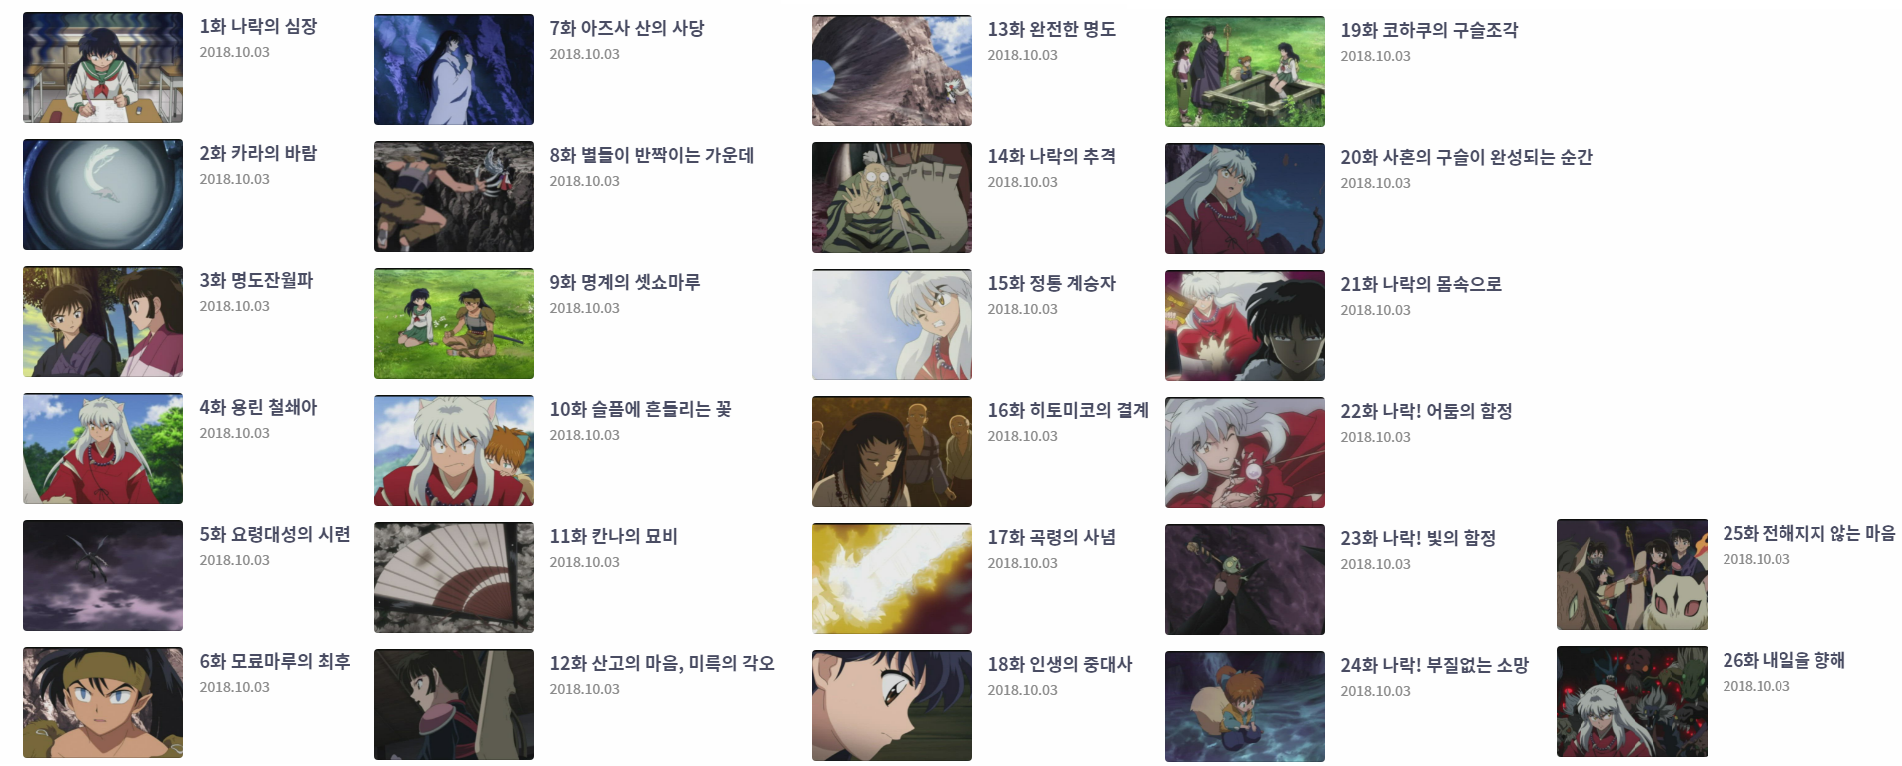 1화 나락의 심장
2018.10.03
2화 카라의 바람
2018.10.03
3화 명도잔월파
2018.10.03
4화 용린 철쇄아
2018.10.03
5화 요령대성의 시련
2018.10.03
6화 모료마루의 최후
2018.10.03
7화 아즈사 산의 사당
2018.10.03
8화 별들이 반짝이는 가운데
2018.10.03
9화 명계의 셋쇼마루
2018.10.03
10화 슬픔에 흔들리는 꽃
2018.10.03
11화 칸나의 묘비
2018.10.03
12화 산고의 마음, 미륵의 각오
2018.10.03
13화 완전한 명도
2018.10.03
14화 나락의 추격
2018.10.03
15화 정통 계승자
2018.10.03
16화 히토미코의 결계
2018.10.03
17화 곡령의 사념
2018.10.03
18화 인생의 중대사
2018.10.03
19화 코하쿠의 구슬조각
2018.10.03
20화 사혼의 구슬이 완성되는 순간
2018.10.03
21화 나락의 몸속으로
2018.10.03
22화 나락! 어둠의 함정
2018.10.03
23화 나락! 빛의 함정
2018.10.03
24화 나락! 부질없는 소망
2018.10.03
25화 전해지지 않는 마음
2018.10.03
26화 내일을 향해
2018.10.03